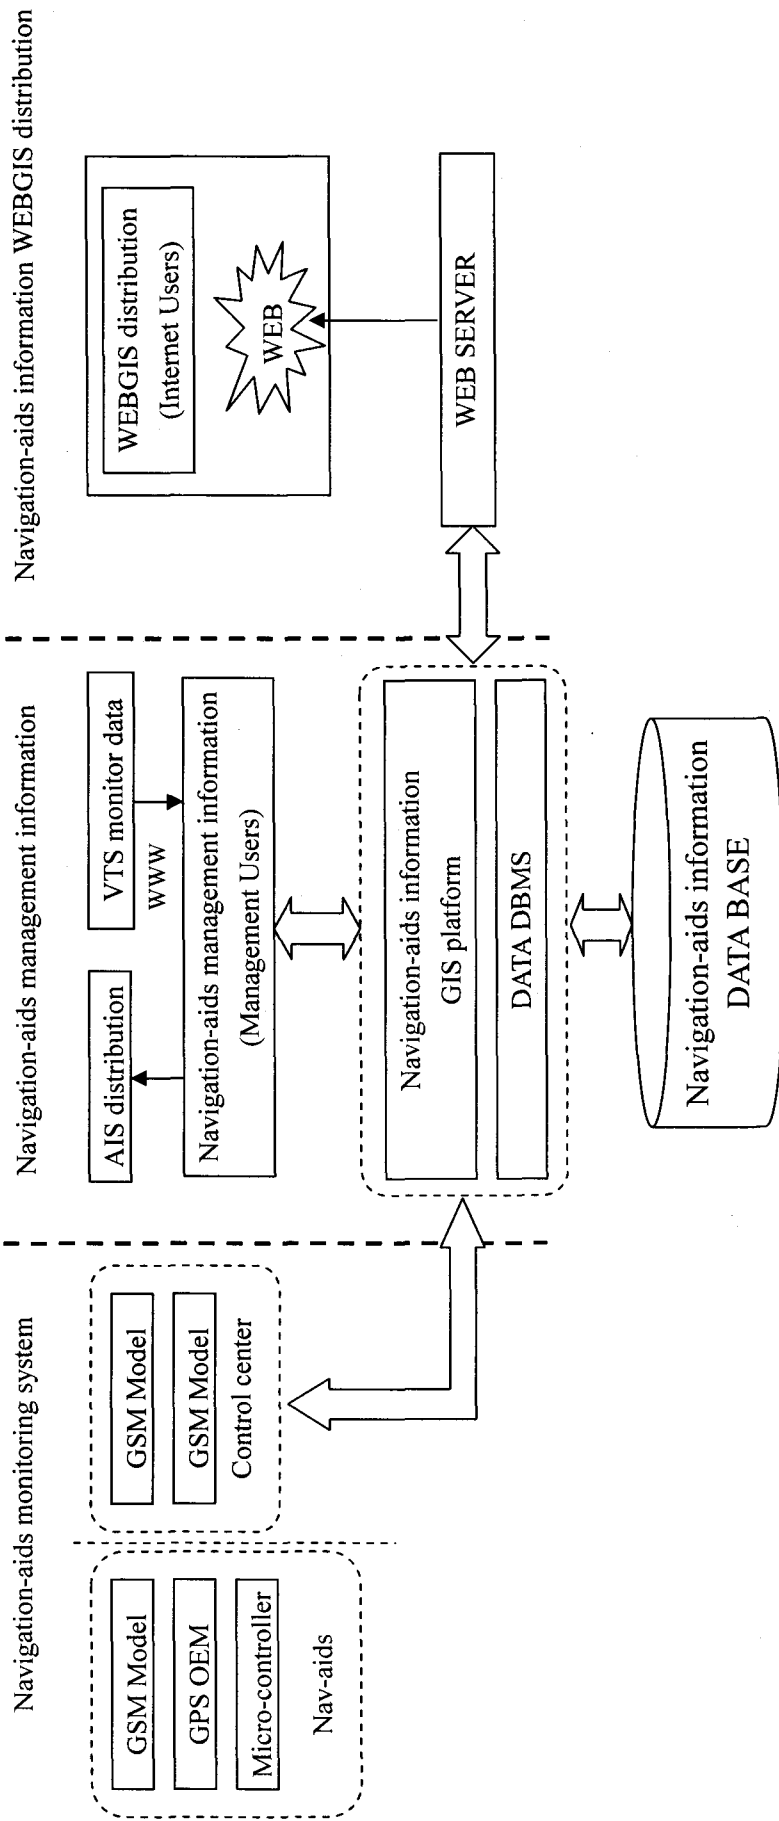 Navigation-aids monitoring system
GSM Model
GPS OEM
Micro-controller
Nav-aids
GSM Model
GSM Model
Control center
Navigation-aids management information
AIS distribution
VTS monitor data
WWW
Navigation-aids management information
(Management Users)
Navigation-aids information
GIS platform
DATA DBMS
Navigation-aids information
DATA BASE
Navigation-aids information WEBGIS distribution
WEBGIS distribution
(Internet Users)
WEB
WEB SERVER